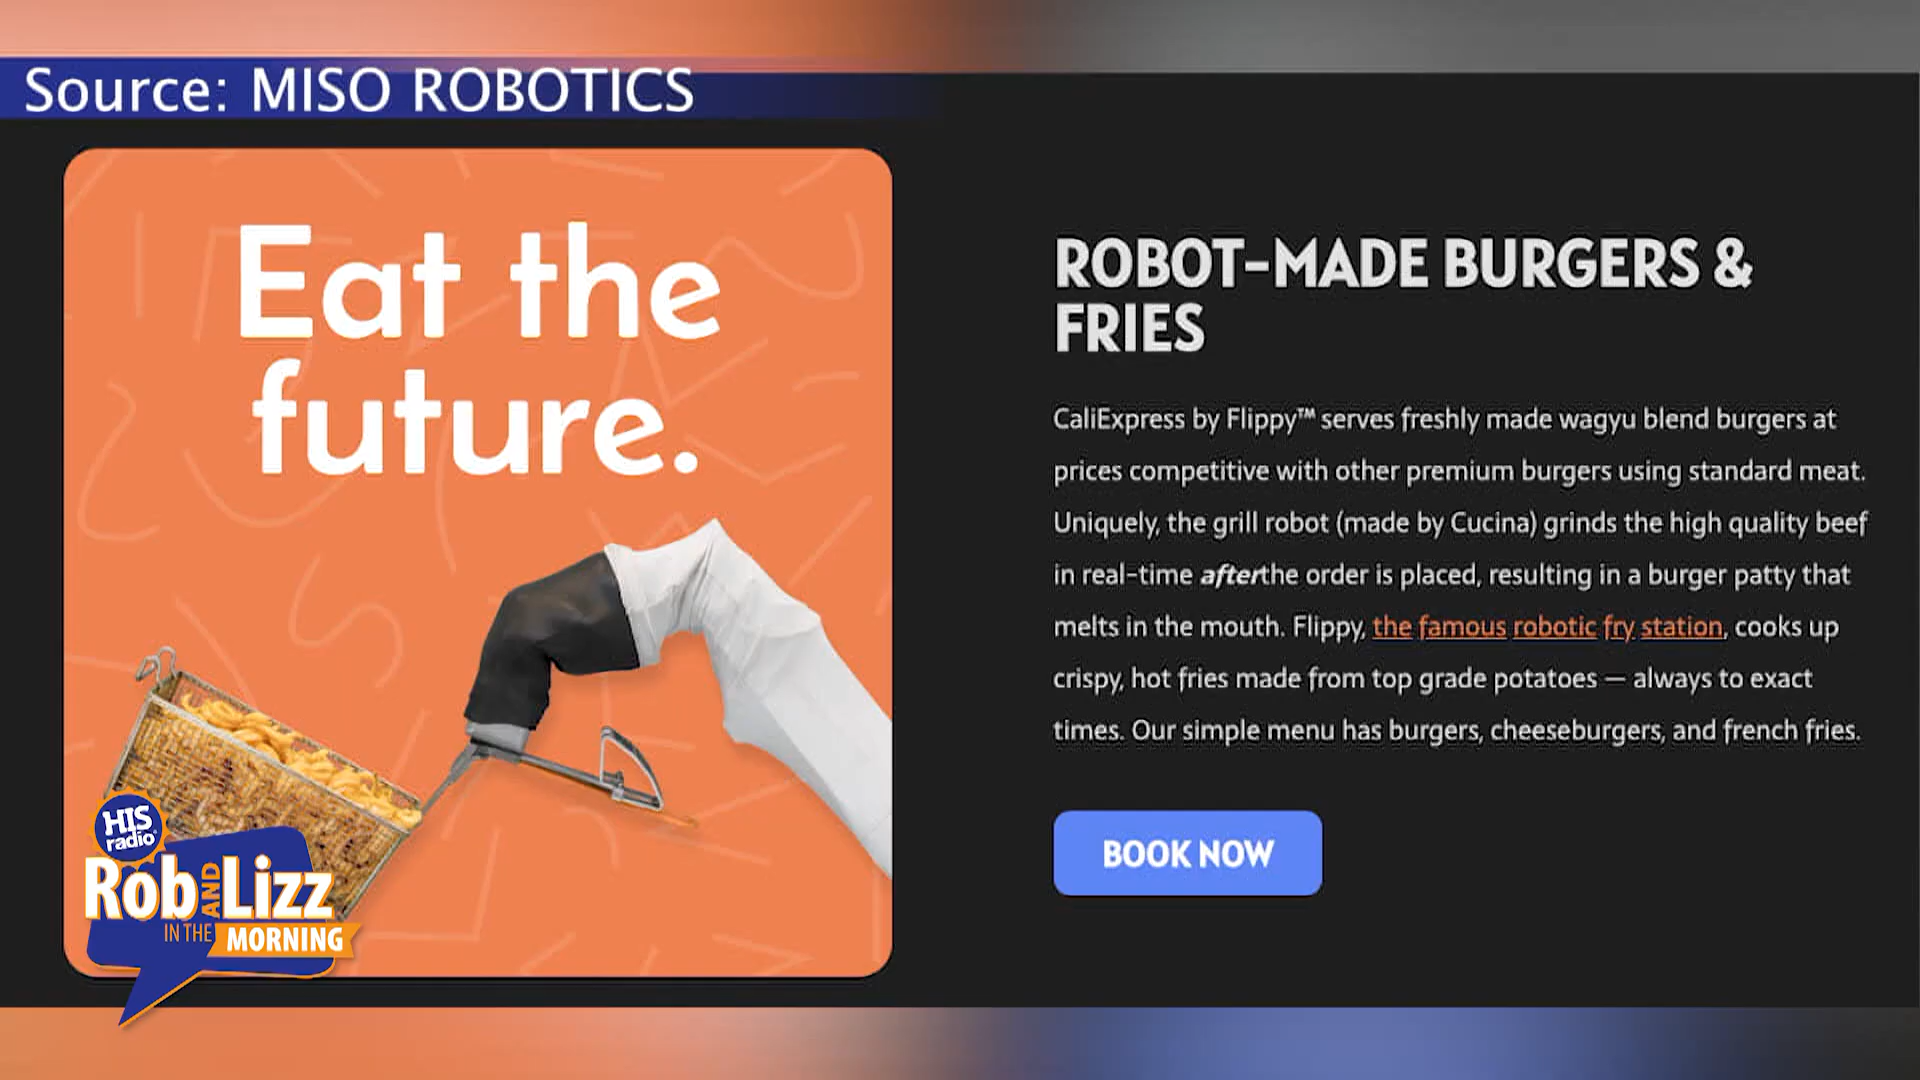 Source: MISO ROBOTICS
Eat the
future.
ROBOT-MADE BURGERS &
FRIES
CaliExpress by Flippy™ serves freshly made wagyu blend burgers at
prices competitive with other premium burgers using standard meat.
Uniquely, the grill robot (made by Cucina) grinds the high quality beef
in real-time afterthe order is placed, resulting in a burger patty that
melts in the mouth. Flippy, the famous robotic fry station, cooks up
crispy, hot fries made from top grade potatoes — always to exact
times. Our simple menu has burgers, cheeseburgers, and french fries.
BOOK NOW
HIS
radio
Rob AND Lizz
IN THE MORNING